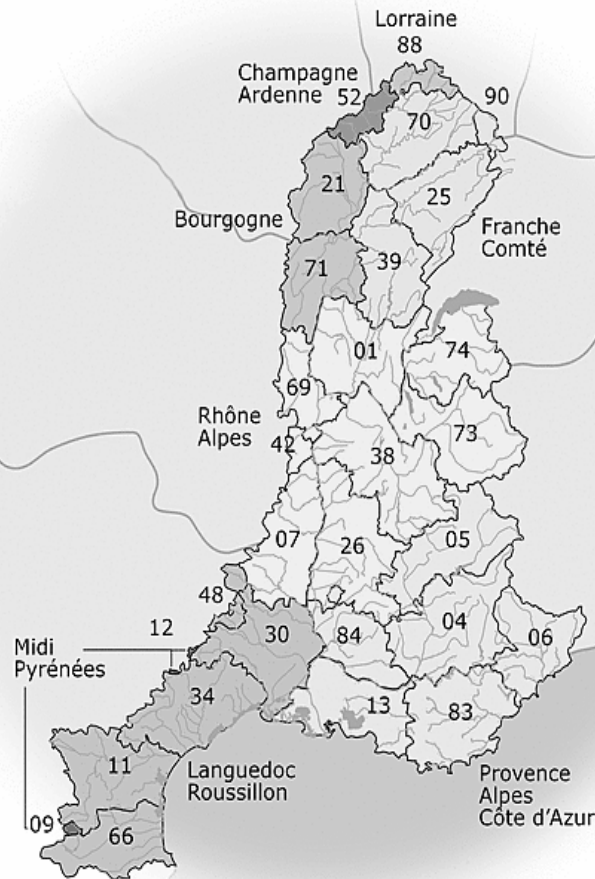 Lorraine
88
Champagne
Ardenne
52
90
70
21
25
Bourgogne
Franche
Comté
71
39
01
74
69
Rhône
Alpes
42
73
38
07
26
05
48
12
30
84
04
06
Midi
Pyrénées
34
13
83
11
Languedoc
Roussillon
Provence
Alpes
Côte d'Azur
09
66